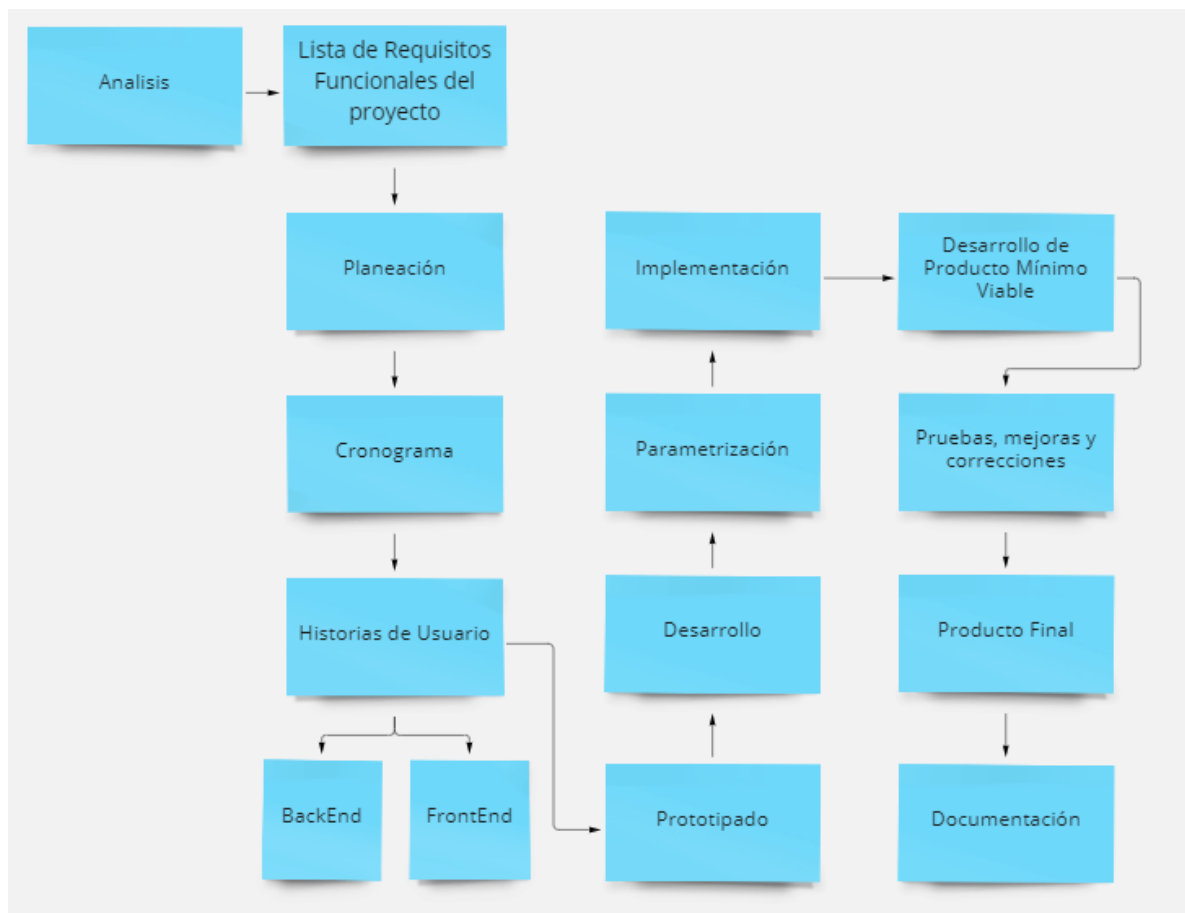 Analisis
Lista de Requisitos
Funcionales del
proyecto
Planeación
Cronograma
Historias de Usuario
BackEnd
FrontEnd
Prototipado
Desarrollo
Parametrización
Implementación
Desarrollo de
Producto Mínimo
Viable
Pruebas, mejoras y
correcciones
Producto Final
Documentación